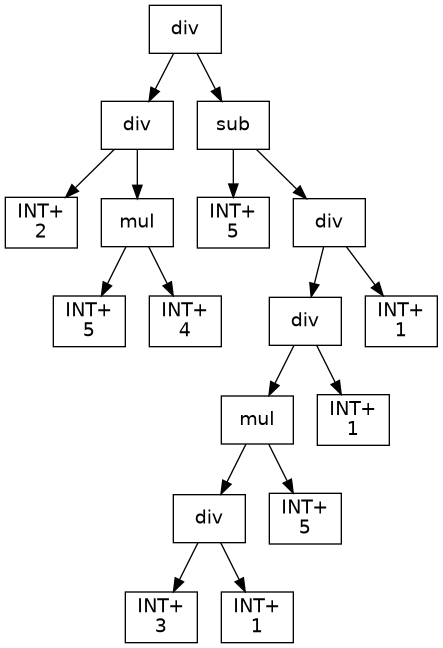 div
div
sub
INT+
2
mul
INT+
5
div
INT+
5
INT+
4
div
INT+
1
mul
INT+
1
div
INT+
5
INT+
3
INT+
1